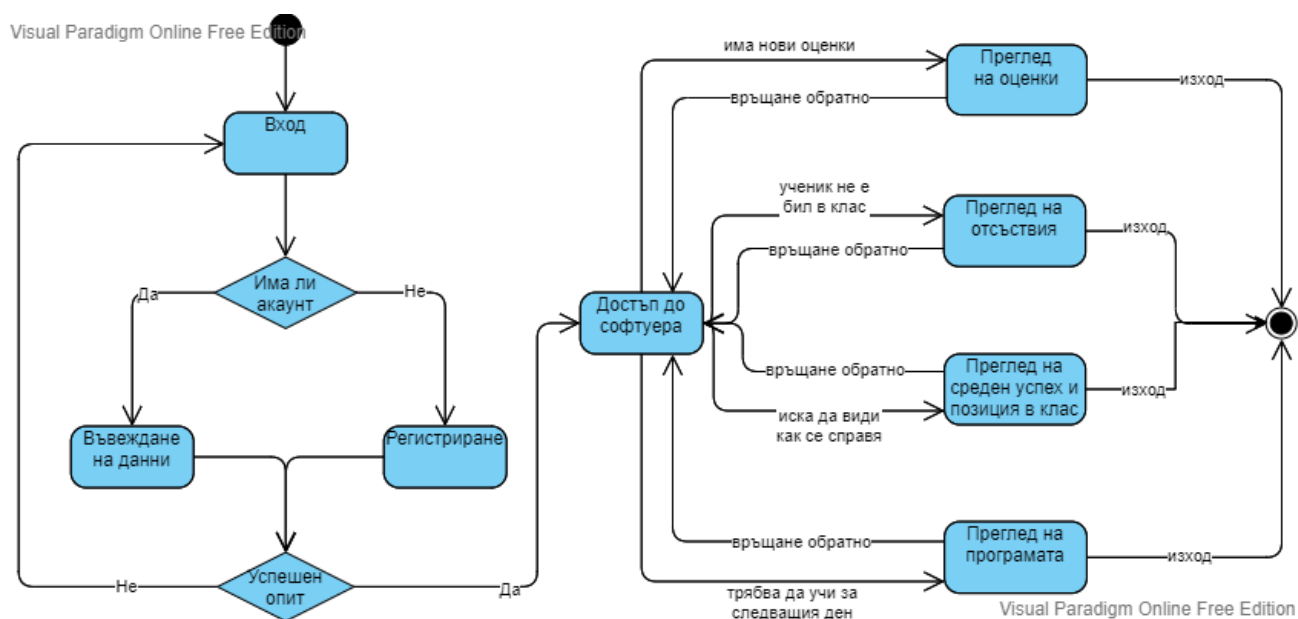 Visual Paradigm Online Free Edition
Вход
Има ли
акаунт
Да
Не
Въвеждане
на данни
Регистриране
Успешен
опит
Не
Да
Достъп до
софтуера
има нови оценки
връщане обратно
Преглед
на оценки
изход
ученик не е
бил в клас
връщане обратно
Преглед на
отсъствия
изход
връщане обратно
иска да види
как се справя
Преглед на
среден успех и
позиция в клас
изход
връщане обратно
трябва да учи за
следващия ден
Преглед на
програмата
изход
Visual Paradigm Online Free Edition